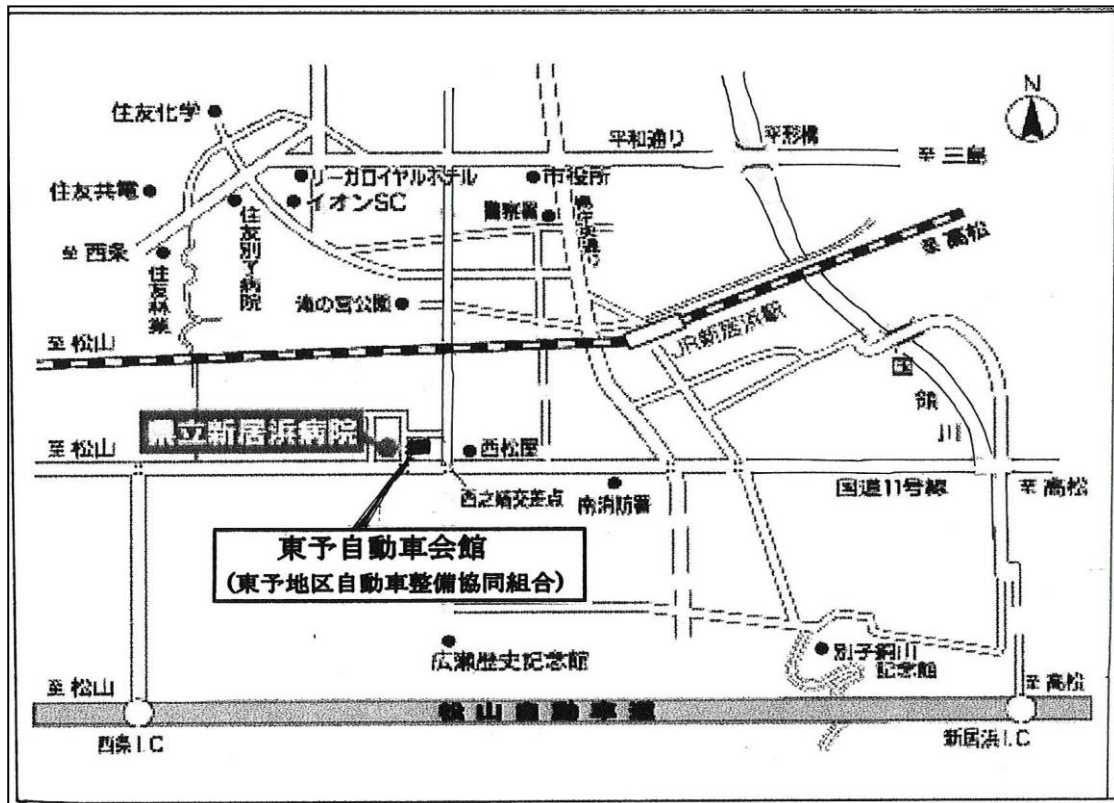 N
住友化学
平和通り
平形橋
至 三島
住友共電
リーガロイヤルホテル
市役所
イオンSC
警察署
至 西条
住友林業
住友別子病院
至 高松
滝の宮公園
至 松山
JR新居浜駅
国領川
県立新居浜病院
至 松山
西松屋
西之端交差点
南消防署
国道11号線
至 高松
東予自動車会館
(東予地区自動車整備協同組合)
広瀬歴史記念館
別子銅山
記念館
至 松山
至 高松
松山自動車道
西条I.C
新居浜I.C